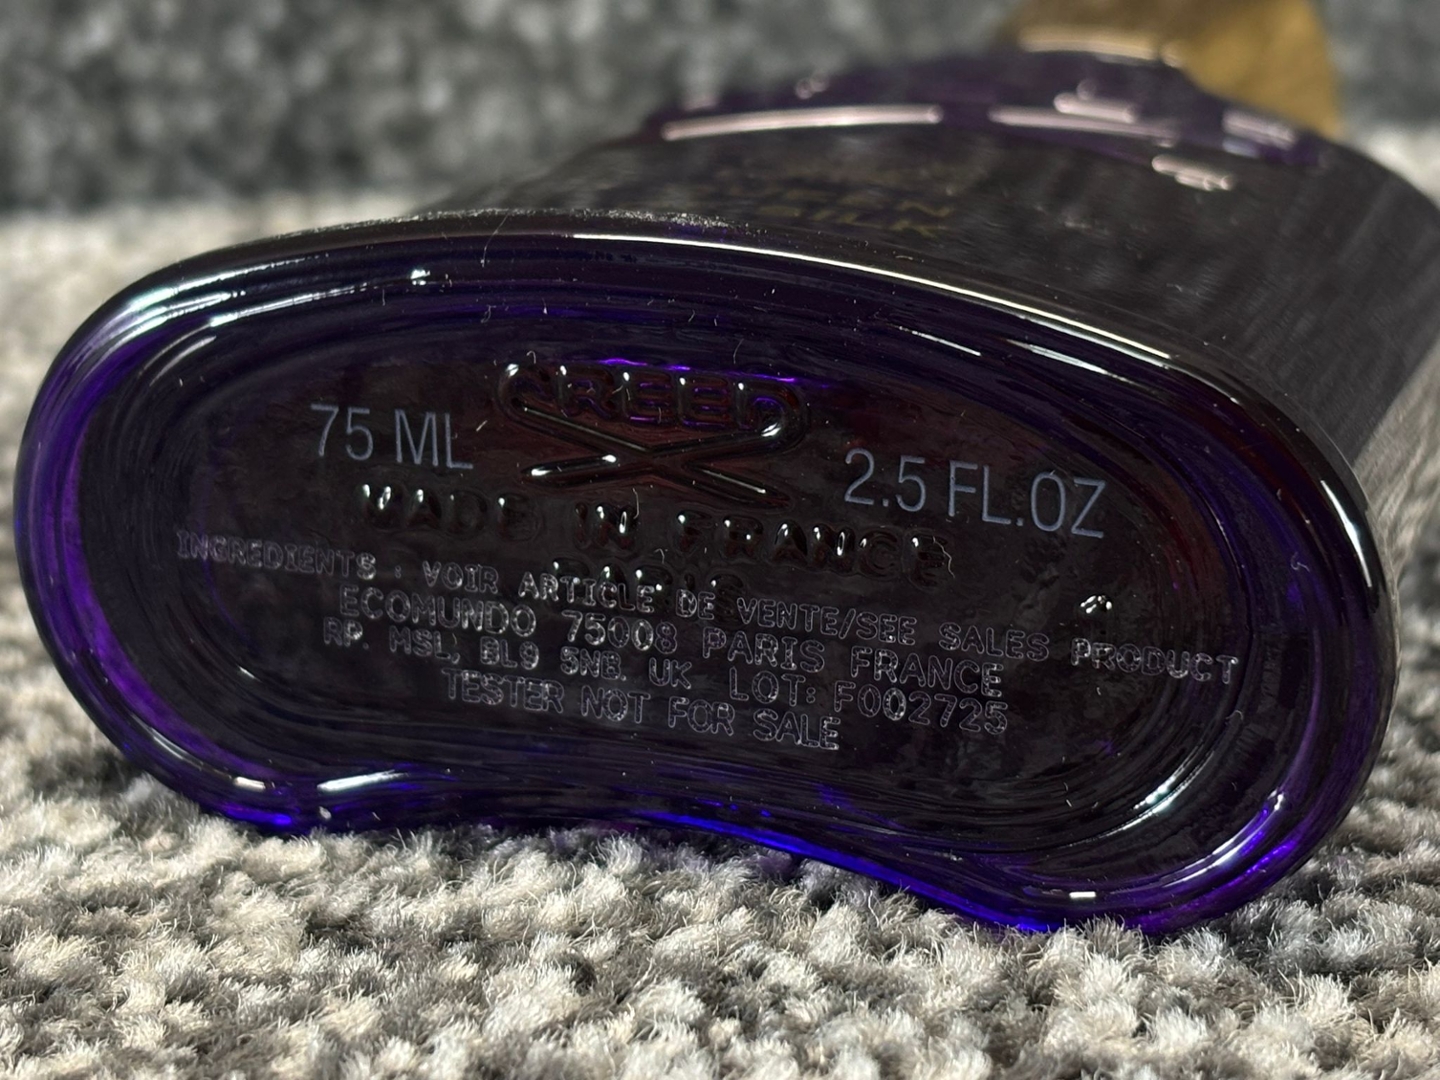 SILK
CREED
75 ML
2.5 FL.OZ
MADE IN FRANCE
PARIS
INGREDIENTS : VOIR ARTICLE DE VENTE/SEE SALES PRODUCT
ECOMUNDO 75008 PARIS FRANCE
RP. MSL, BL9 5NB. UK LOT: F002725
TESTER NOT FOR SALE